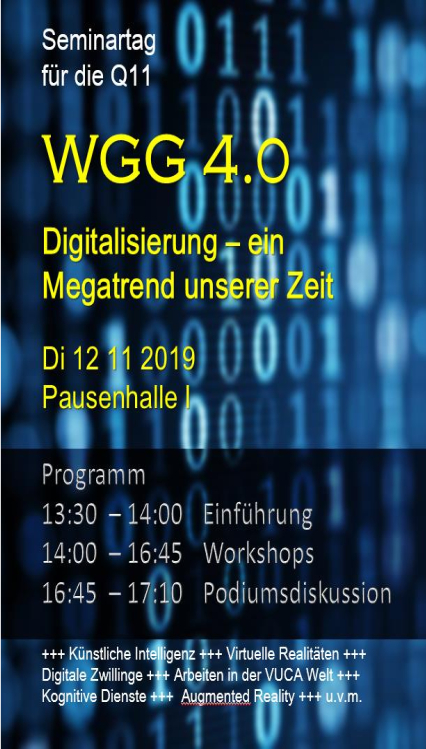 Seminartag
für die Q11
WGG 4.0
Digitalisierung – ein
Megatrend unserer Zeit
Di 12 11 2019
Pausenhalle I
Programm
13:30 – 14:00 Einführung
14:00 – 16:45 Workshops
16:45 – 17:10 Podiumsdiskussion
+++ Künstliche Intelligenz +++ Virtuelle Realitäten +++
Digitale Zwillinge +++ Arbeiten in der VUCA Welt +++
Kognitive Dienste +++ Augmented Reality +++ u.v.m.